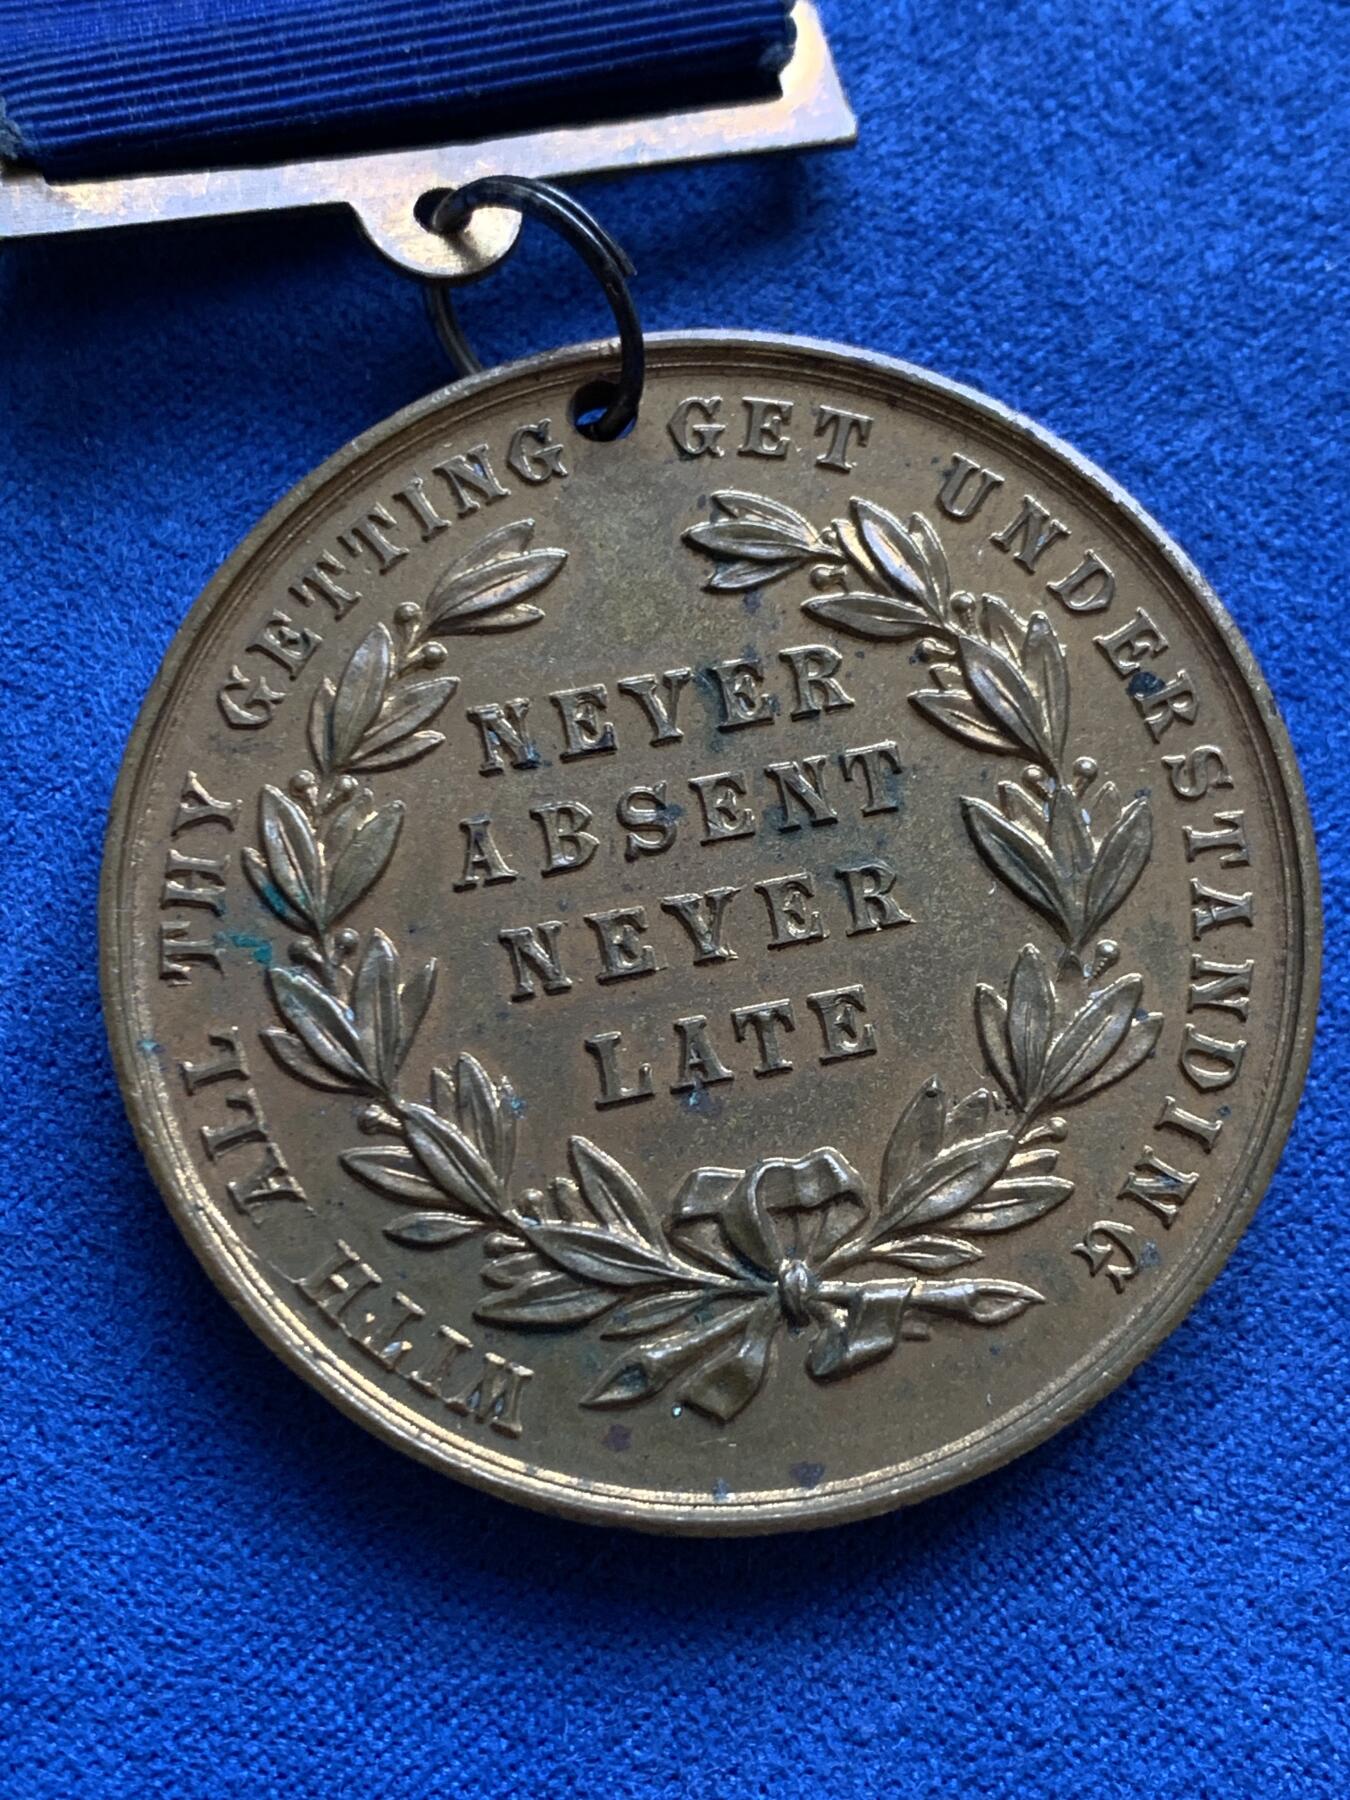 WITH ALL THY GETTING GET UNDERSTANDING
NEVER
ABSENT
NEVER
LATE